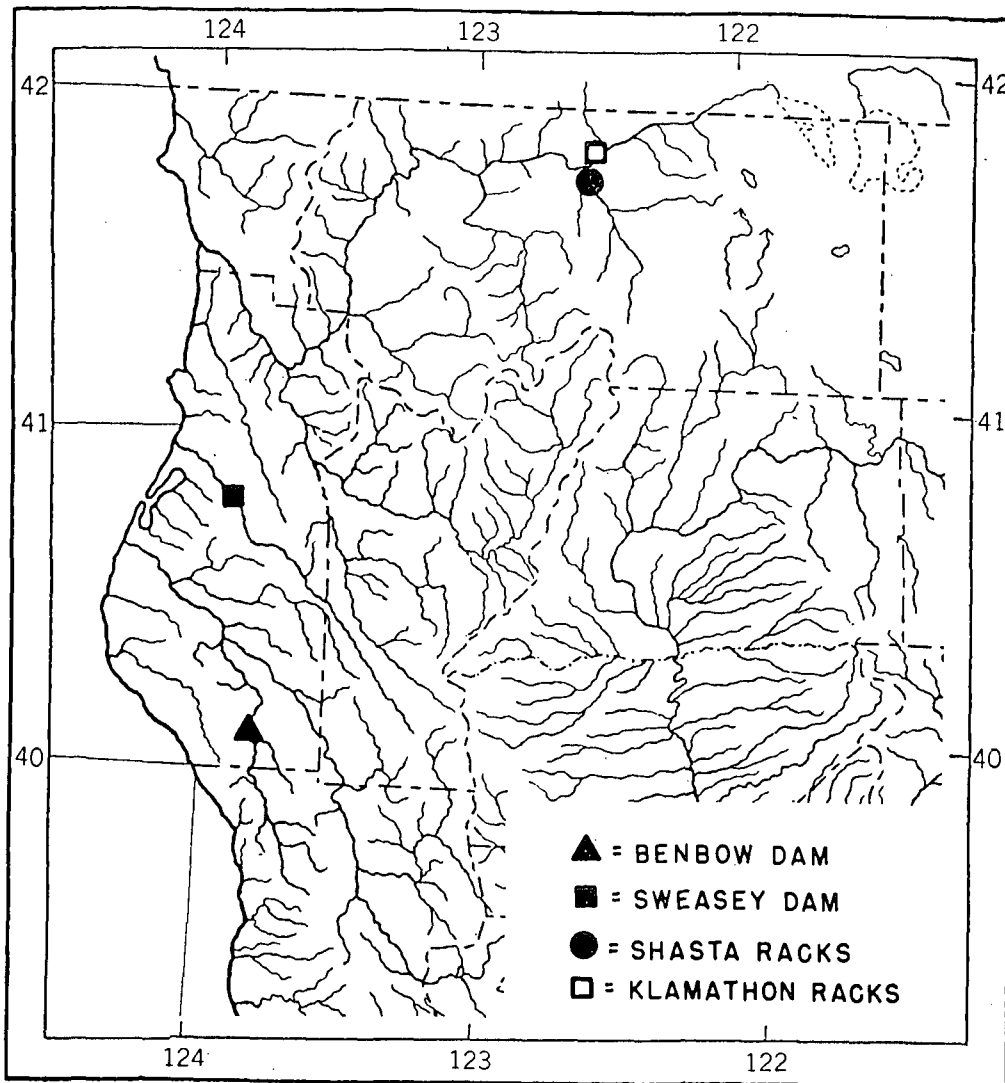 124 123 122
42 42
41 41
40 40
▲ = BENBOW DAM
■ = SWEASEY DAM
● = SHASTA RACKS
□ = KLAMATHON RACKS
124 123 122